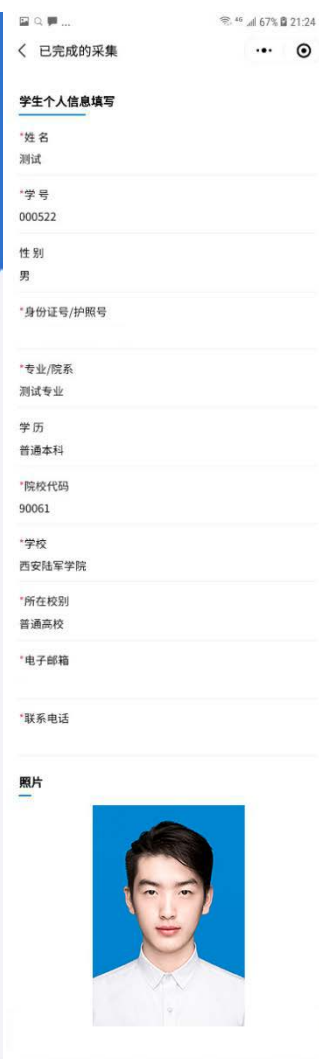 ... 46 67% 21:24
已完成的采集
学生个人信息填写
*姓 名
测试
*学 号
000522
性 别
男
*身份证号/护照号
*专业/院系
测试专业
学 历
普通本科
*院校代码
90061
*学校
西安陆军学院
*所在校别
普通高校
*电子邮箱
*联系电话
照片